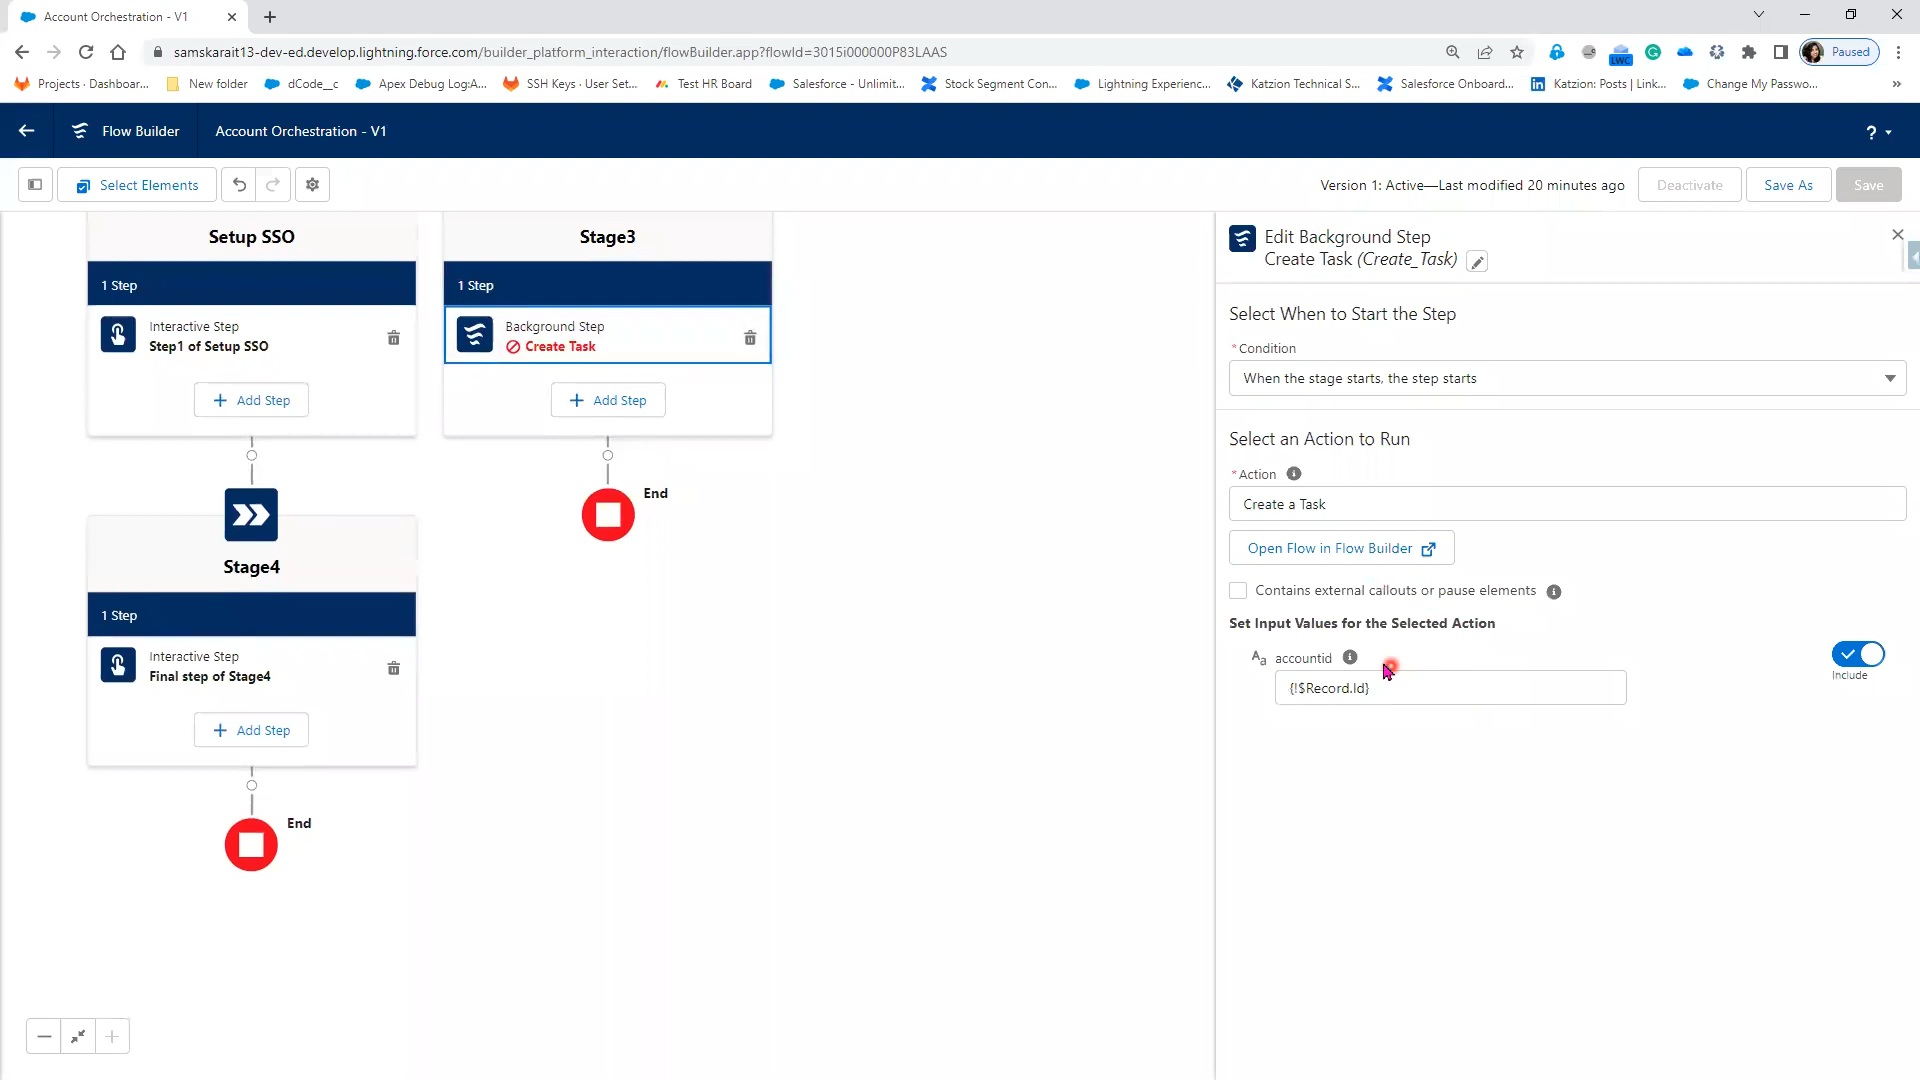 Account Orchestration - V1
samskarait13-dev-ed.develop.lightning.force.com/builder_platform_interaction/flowBuilder.app?flowId=3015i000000P83LAAS
LWC
Paused
Projects · Dashboar...
New folder
dCode__c
Apex Debug Log:A...
SSH Keys · User Set...
Test HR Board
Salesforce - Unlimit...
Stock Segment Con...
Lightning Experienc...
Katzion Technical S...
Salesforce Onboard...
Katzion: Posts | Link...
Change My Passwo...
»
Flow Builder
Account Orchestration - V1
?
Select Elements
Version 1: Active—Last modified 20 minutes ago
Deactivate
Save As
Save
Setup SSO
1 Step
Interactive Step
Step1 of Setup SSO
Add Step
Stage3
1 Step
Background Step
Create Task
Add Step
End
Stage4
1 Step
Interactive Step
Final step of Stage4
Add Step
End
Edit Background Step
Create Task (Create_Task)
Select When to Start the Step
*Condition
When the stage starts, the step starts
Select an Action to Run
*Action
Create a Task
Open Flow in Flow Builder
Contains external callouts or pause elements
Set Input Values for the Selected Action
Aa accountid
{!$Record.Id}
Include